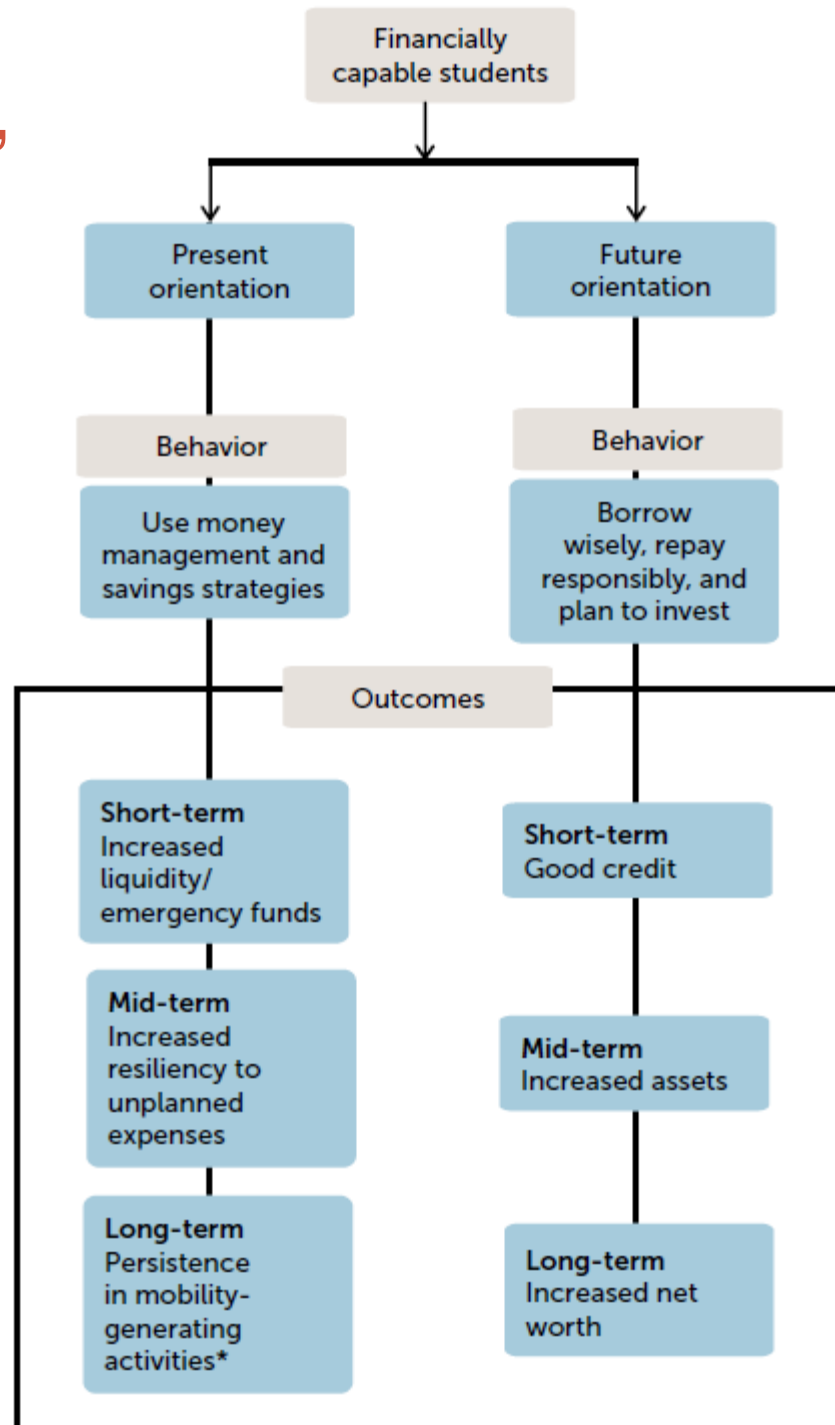 Financially
capable students
Present
orientation
Future
orientation
Behavior
Behavior
Use money
management and
savings strategies
Borrow
wisely, repay
responsibly, and
plan to invest
Outcomes
Short-term
Increased
liquidity/
emergency funds
Short-term
Good credit
Mid-term
Increased
resiliency to
unplanned
expenses
Mid-term
Increased assets
Long-term
Persistence
in mobility-
generating
activities*
Long-term
Increased net
worth